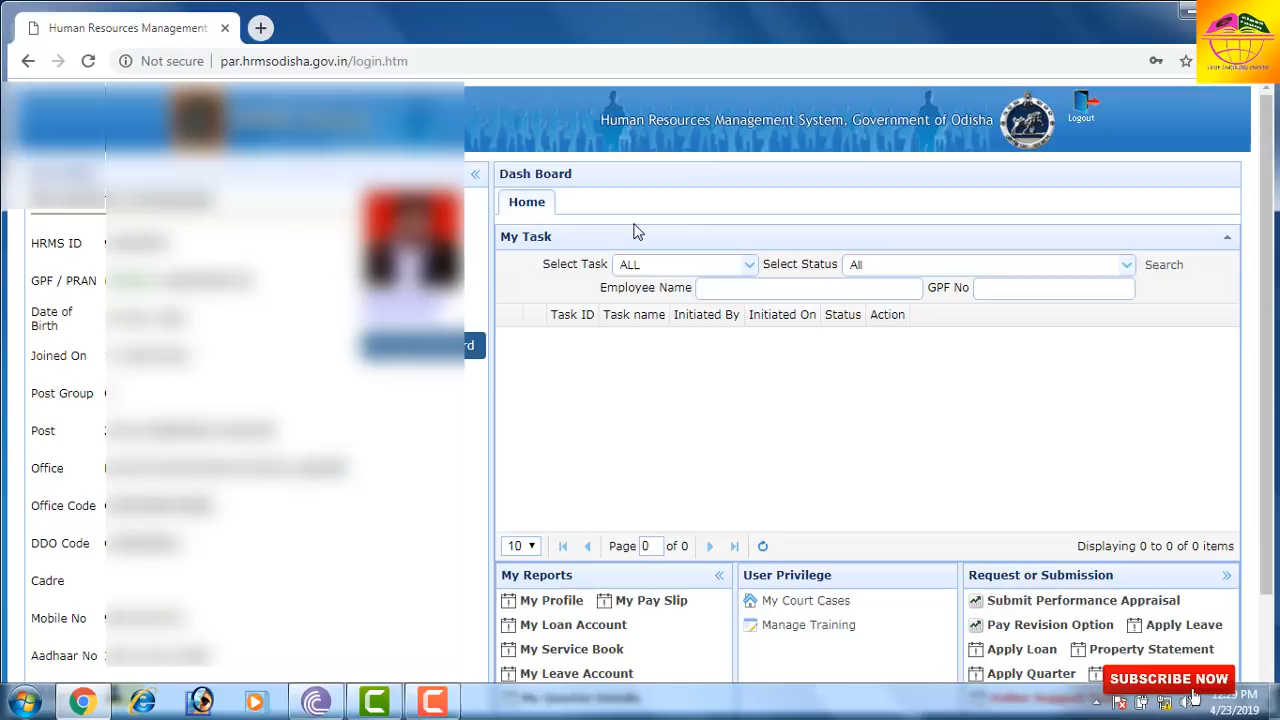 Human Resources Management
Not secure par.hrmsodisha.gov.in/login.htm
Human Resources Management System, Government of Odisha
Logout
Dash Board
Home
My Task
Select Task ALL Select Status All Search
Employee Name GPF No
Task ID Task name Initiated By Initiated On Status Action
HRMS ID
GPF / PRAN
Date of
Birth
Joined On
Post Group
Post
Office
Office Code
DDO Code
Cadre
Mobile No
Aadhaar No
10 Page 0 of 0 Displaying 0 to 0 of 0 items
My Reports
My Profile My Pay Slip
My Loan Account
My Service Book
My Leave Account
User Privilege
My Court Cases
Manage Training
Request or Submission
Submit Performance Appraisal
Pay Revision Option Apply Leave
Apply Loan Property Statement
Apply Quarter
SUBSCRIBE NOW
12:29 PM
4/23/2019